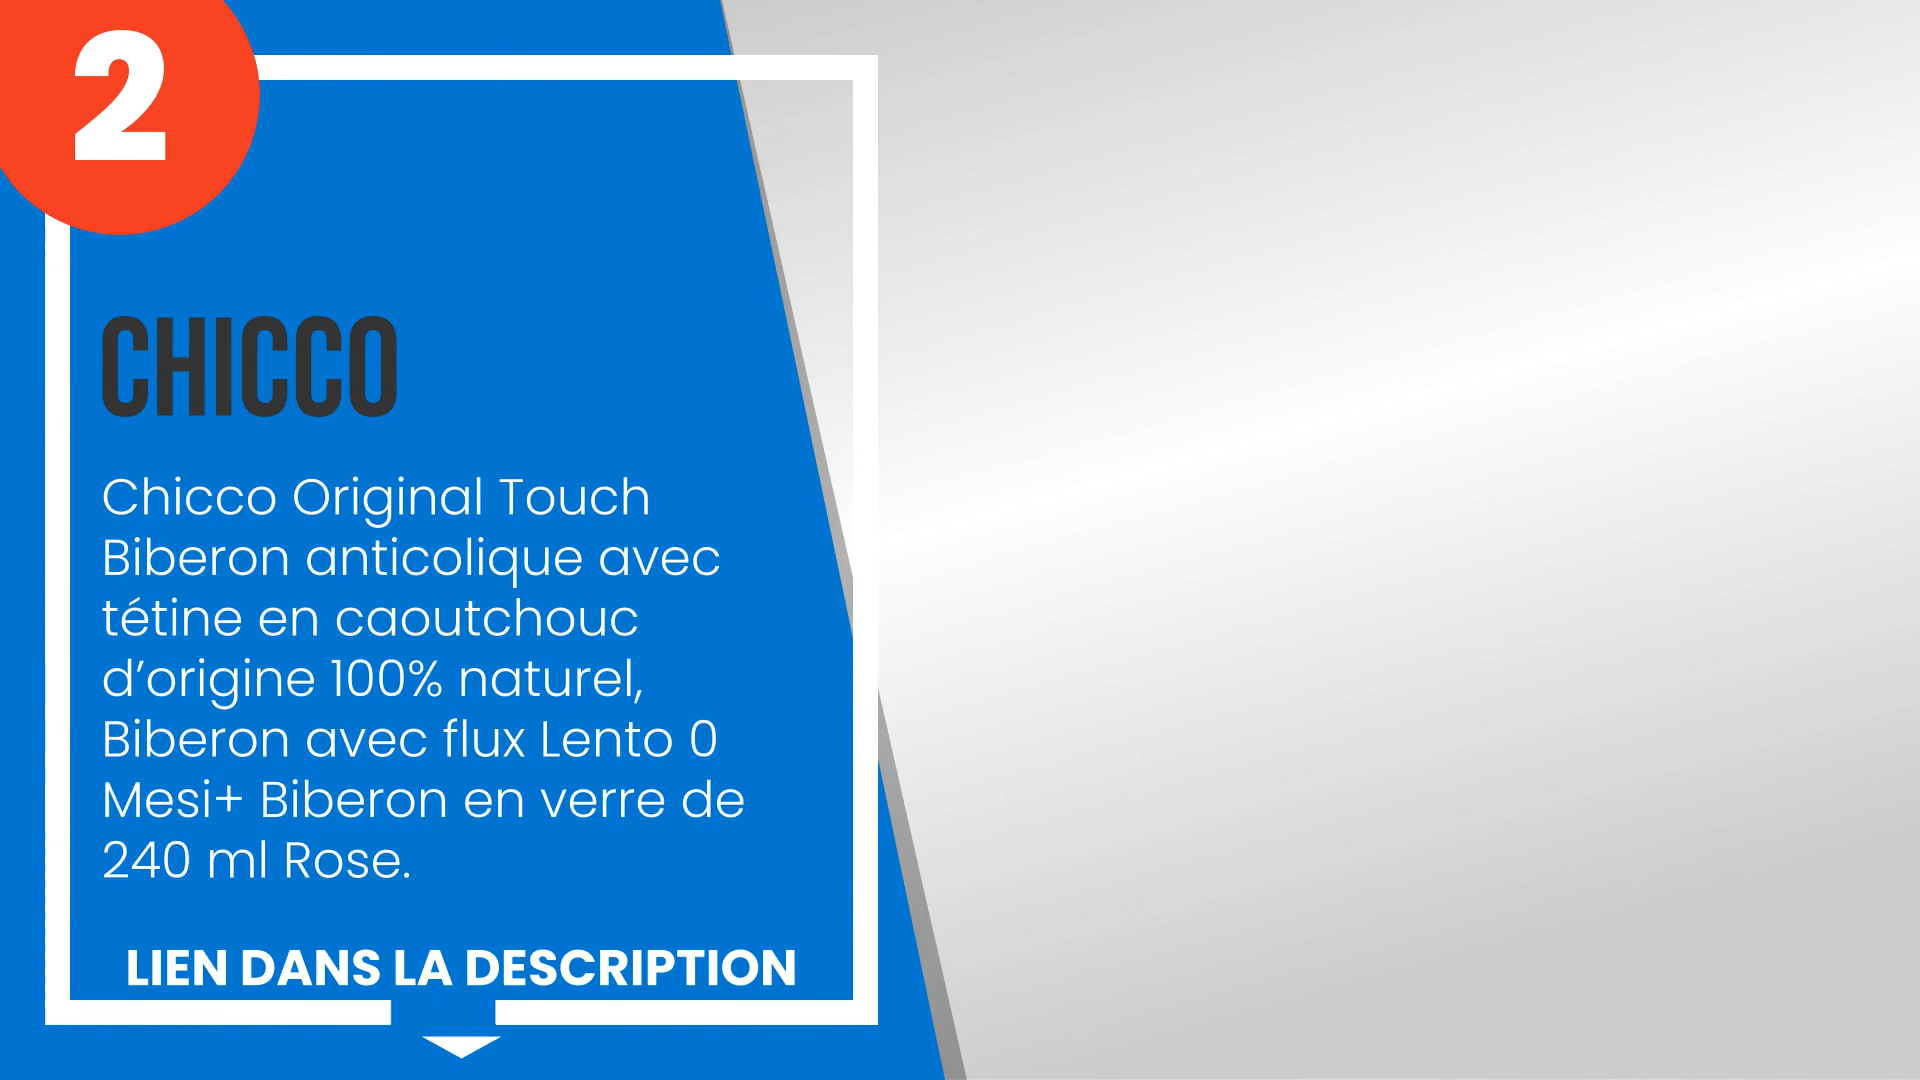 2
CHICCO
Chicco Original Touch
Biberon anticolique avec
tétine en caoutchouc
d’origine 100% naturel,
Biberon avec flux Lento 0
Mesi+ Biberon en verre de
240 ml Rose.
LIEN DANS LA DESCRIPTION